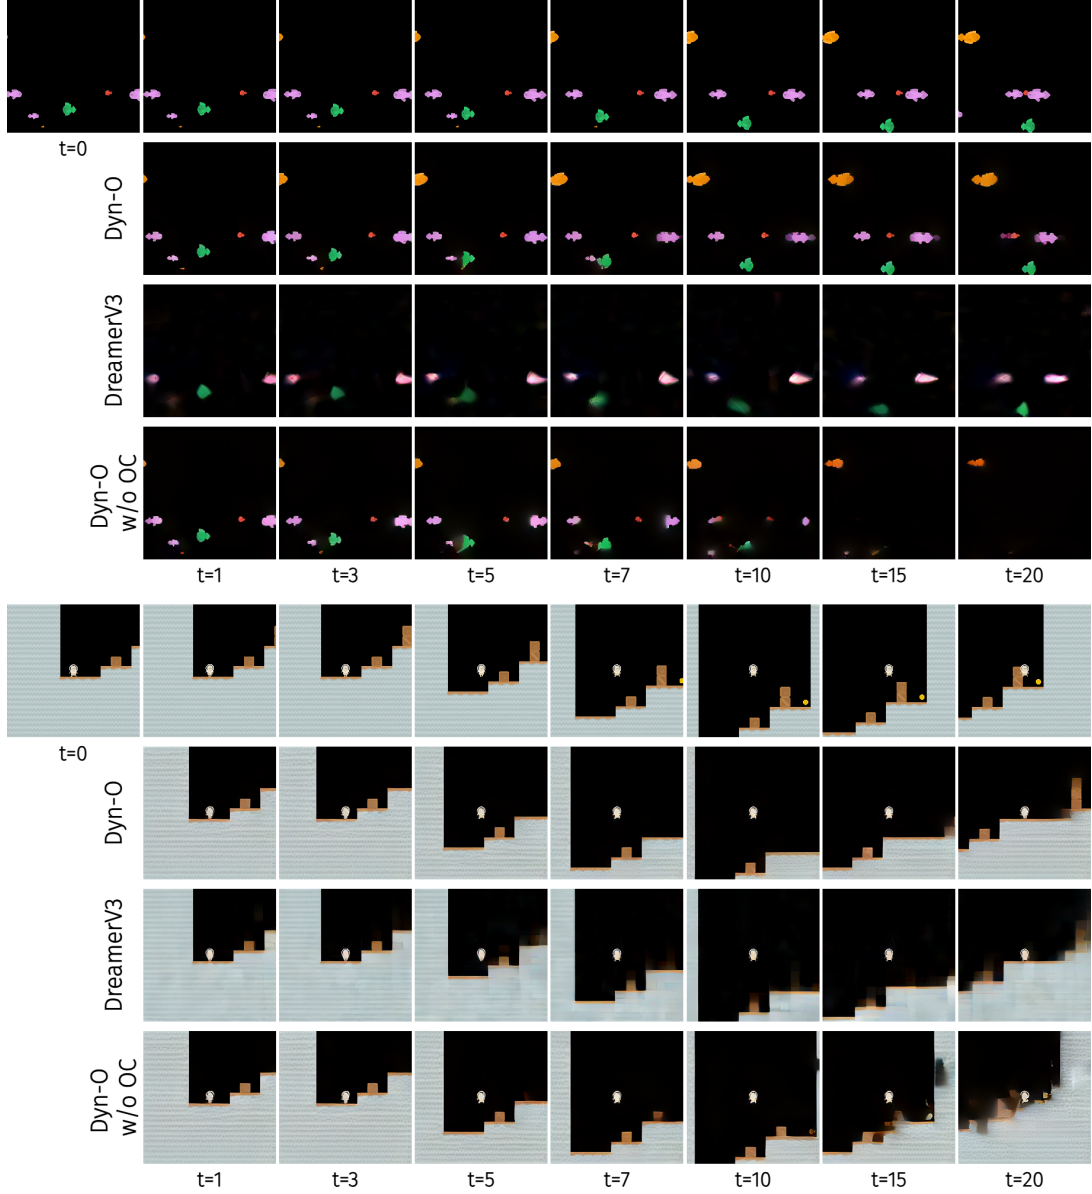 t=0
Dyn-O
DreamerV3
Dyn-O
w/o OC
t=1 t=3 t=5 t=7 t=10 t=15 t=20
t=0
Dyn-O
DreamerV3
Dyn-O
w/o OC
t=1 t=3 t=5 t=7 t=10 t=15 t=20